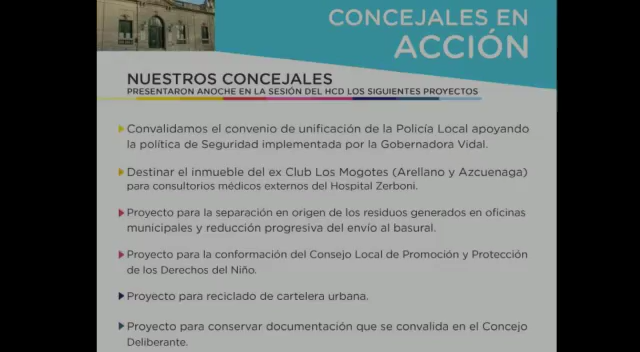 CONCEJALES EN
ACCIÓN
NUESTROS CONCEJALES
PRESENTARON ANOCHE EN LA SESIÓN DEL HCD LOS SIGUIENTES PROYECTOS
Convalidamos el convenio de unificación de la Policía Local apoyando
la política de Seguridad implementada por la Gobernadora Vidal.
Destinar el inmueble del ex Club Los Mogotes (Arellano y Azcuenaga)
para consultorios médicos externos del Hospital Zerboni.
Proyecto para la separación en origen de los residuos generados en oficinas
municipales y reducción progresiva del envío al basural.
Proyecto para la conformación del Consejo Local de Promoción y Protección
de los Derechos del Niño.
Proyecto para reciclado de cartelera urbana.
Proyecto para conservar documentación que se convalida en el Concejo
Deliberante.